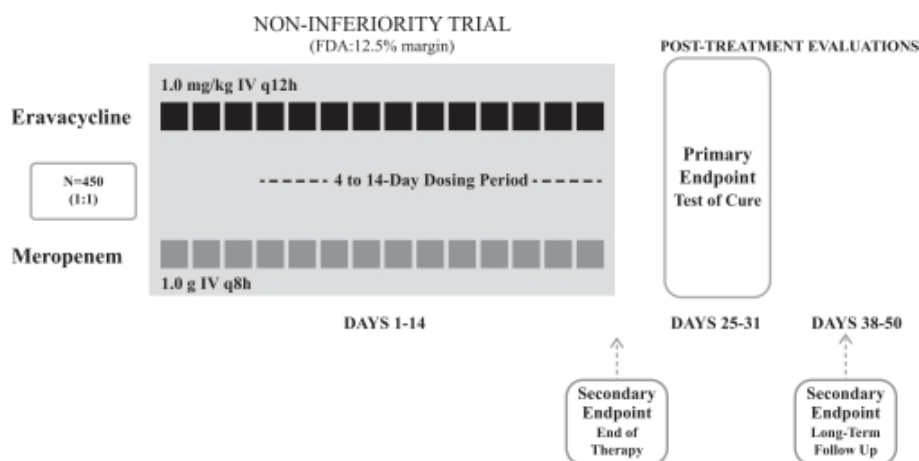 NON-INFERIORITY TRIAL
(FDA:12.5% margin)
POST-TREATMENT EVALUATIONS
1.0 mg/kg IV q12h
Eravacycline
N=450
(1:1)
4 to 14-Day Dosing Period
Primary
Endpoint
Test of Cure
Meropenem
1.0 g IV q8h
DAYS 1-14
DAYS 25-31
DAYS 38-50
Secondary
Endpoint
End of
Therapy
Secondary
Endpoint
Long-Term
Follow Up